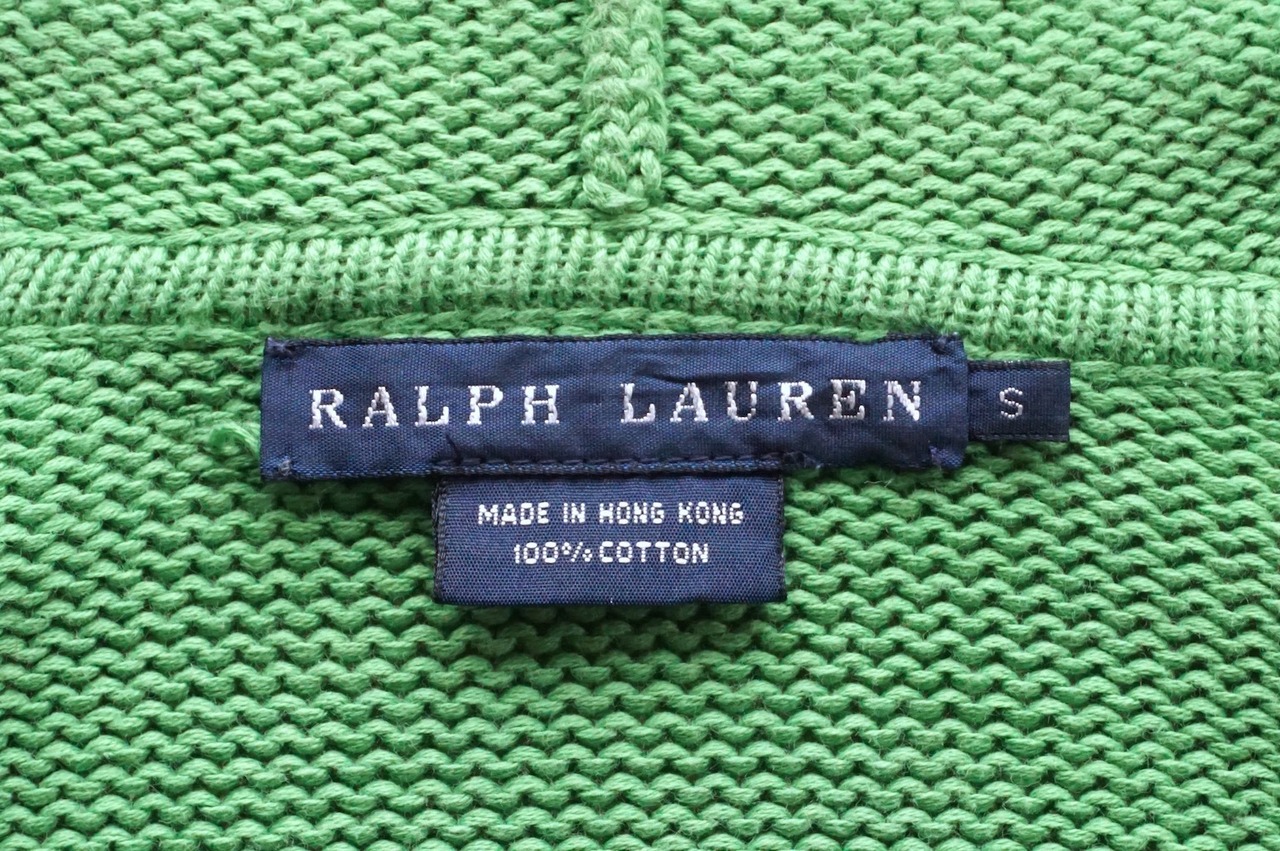 RALPH LAUREN
S
MADE IN HONG KONG
100% COTTON